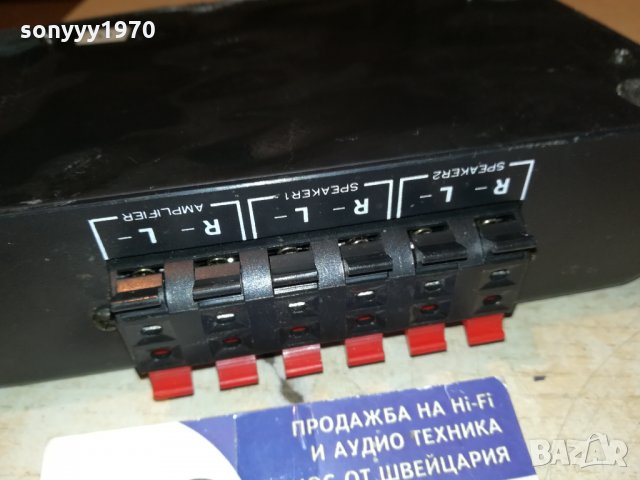 sonyyy1970
SPEAKER2
R - L -
SPEAKER1
R - L -
AMPLIFIER
R - L -
ПРОДАЖБА НА Hi-Fi
И АУДИО ТЕХНИКА
ОТ ШВЕЙЦАРИЯ
BAZAR